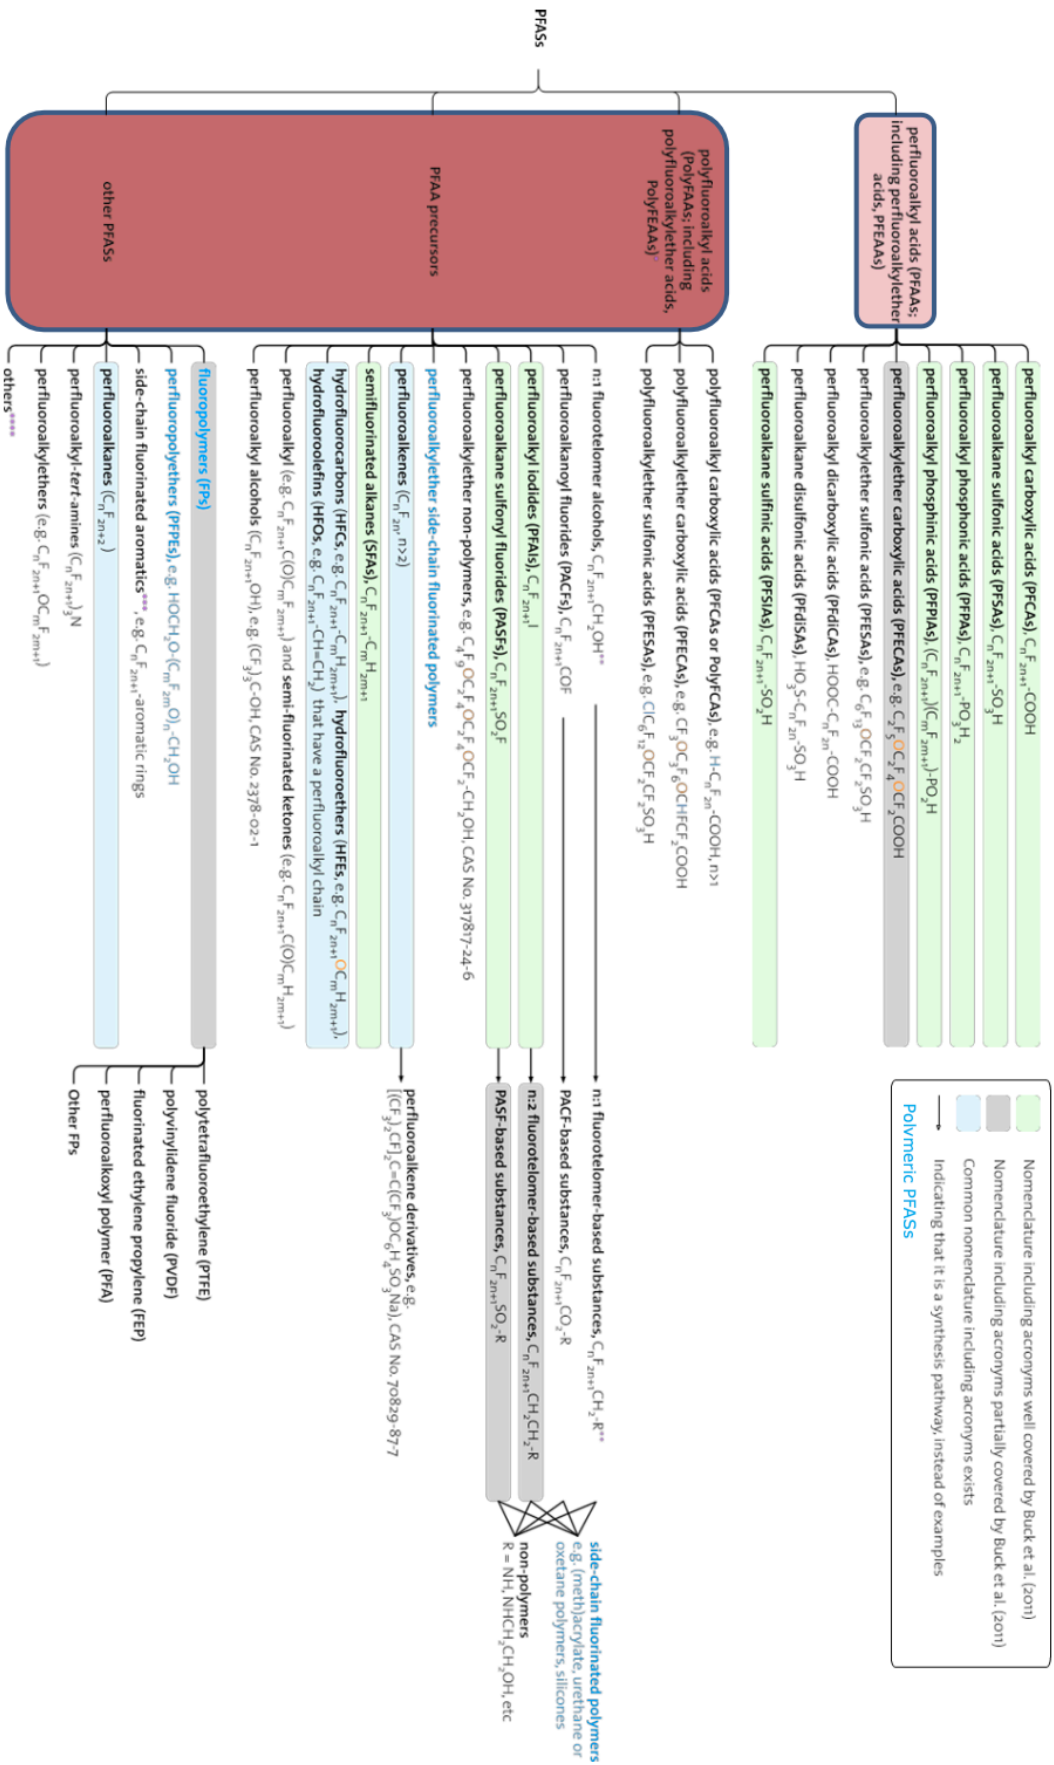 PFASs
perfluoroalkyl acids (PFAAs;
including perfluoroalkylether
acids, PFEAAs)
perfluoroalkyl carboxylic acids (PFCAs), CnF2n+1-COOH
perfluoroalkane sulfonic acids (PFSAs), CnF2n+1-SO3H
perfluoroalkyl phosphonic acids (PFPAs), CnF2n+1-PO3H2
perfluoroalkyl phosphinic acids (PFPIAs), (CnF2n+1)(CmF2m+1)-PO2H
perfluoroalkylether carboxylic acids (PFECAs), e.g. C2F5OC2F4OCF2COOH
perfluoroalkylether sulfonic acids (PFESAs), e.g. C6F13OCF2CF2SO3H
perfluoroalkyl dicarboxylic acids (PFdiCAs), HOOC-CnF2n-COOH
perfluoroalkane disulfonic acids (PFdiSAs), HO3S-CnF2n-SO3H
perfluoroalkane sulfinic acids (PFSIAs), CnF2n+1-SO2H
Nomenclature including acronyms well covered by Buck et al. (2011)
Nomenclature including acronyms partially covered by Buck et al. (2011)
Common nomenclature including acronyms exists
Indicating that it is a synthesis pathway, instead of examples
Polymeric PFASs
polyfluoroalkyl acids
(PolyFAAs; including
polyfluoroalkylether acids,
PolyFEAAs)*
polyfluoroalkyl carboxylic acids (PFCAs or PolyFCAs), e.g. H-CnF2n-COOH, n>1
polyfluoroalkylether carboxylic acids (PFECAs), e.g. CF3OC3F6OCHFCF2COOH
polyfluoroalkylether sulfonic acids (PFESAs), e.g. ClC6F12OCF2CF2SO3H
PFAA precursors
n:1 fluorotelomer alcohols, CnF2n+1CH2OH**
n:1 fluorotelomer-based substances, CnF2n+1CH2-R**
perfluoroalkanoyl fluorides (PACFs), CnF2n+1COF
PACF-based substances, CnF2n+1CO2-R
perfluoroalkyl iodides (PFAIs), CnF2n+1I
n:2 fluorotelomer-based substances, CnF2n+1CH2CH2-R
perfluoroalkane sulfonyl fluorides (PASFs), CnF2n+1SO2F
PASF-based substances, CnF2n+1SO2-R
side-chain fluorinated polymers
e.g. (meth)acrylate, urethane or
oxetane polymers, silicones
non-polymers
R = NH, NHCH2CH2OH, etc
perfluoroalkylether non-polymers, e.g. C4F9OC2F4OC2F4OCF2-CH2OH, CAS No. 317817-24-6
perfluoroalkylether side-chain fluorinated polymers
perfluoroalkenes (CnF2n, n>2)
perfluoroalkene derivatives, e.g.
[(CF3)2CF]2C=C(CF3)OC6H4SO3Na), CAS No. 70829-87-7
semifluorinated alkanes (SFAs), CnF2n+1-CmH2m+1
hydrofluorocarbons (HFCs, e.g. CnF2n+1-CmH2m+1), hydrofluoroethers (HFEs, e.g. CnF2n+1OCmH2m+1),
hydrofluoroolefins (HFOs, e.g. CnF2n+1-CH=CH2) that have a perfluoroalkyl chain
perfluoroalkyl (e.g. CnF2n+1C(O)CmF2m+1) and semi-fluorinated ketones (e.g. CnF2n+1C(O)CmH2m+1)
perfluoroalkyl alcohols (CnF2n+1OH), e.g. (CF3)3C-OH, CAS No. 2378-02-1
other PFASs
fluoropolymers (FPs)
perfluoropolyethers (PFPEs), e.g. HOCH2O-(CmF2mO)n-CH2OH
side-chain fluorinated aromatics***, e.g. CnF2n+1-aromatic rings
perfluoroalkanes (CnF2n+2)
perfluoroalkyl-tert-amines (CnF2n+1)3N
perfluoroalkylethers (e.g. CnF2n+1OCmF2m+1)
others****
polytetrafluoroethylene (PTFE)
polyvinylidene fluoride (PVDF)
fluorinated ethylene propylene (FEP)
perfluoroalkoxyl polymer (PFA)
Other FPs